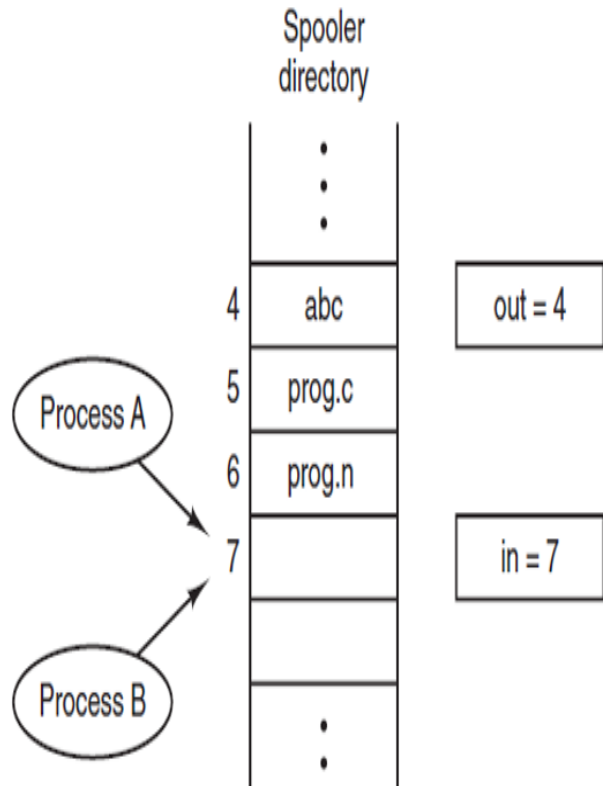 Spooler
directory
4 abc out = 4
Process A
5 prog.c
6 prog.n
7 in = 7
Process B